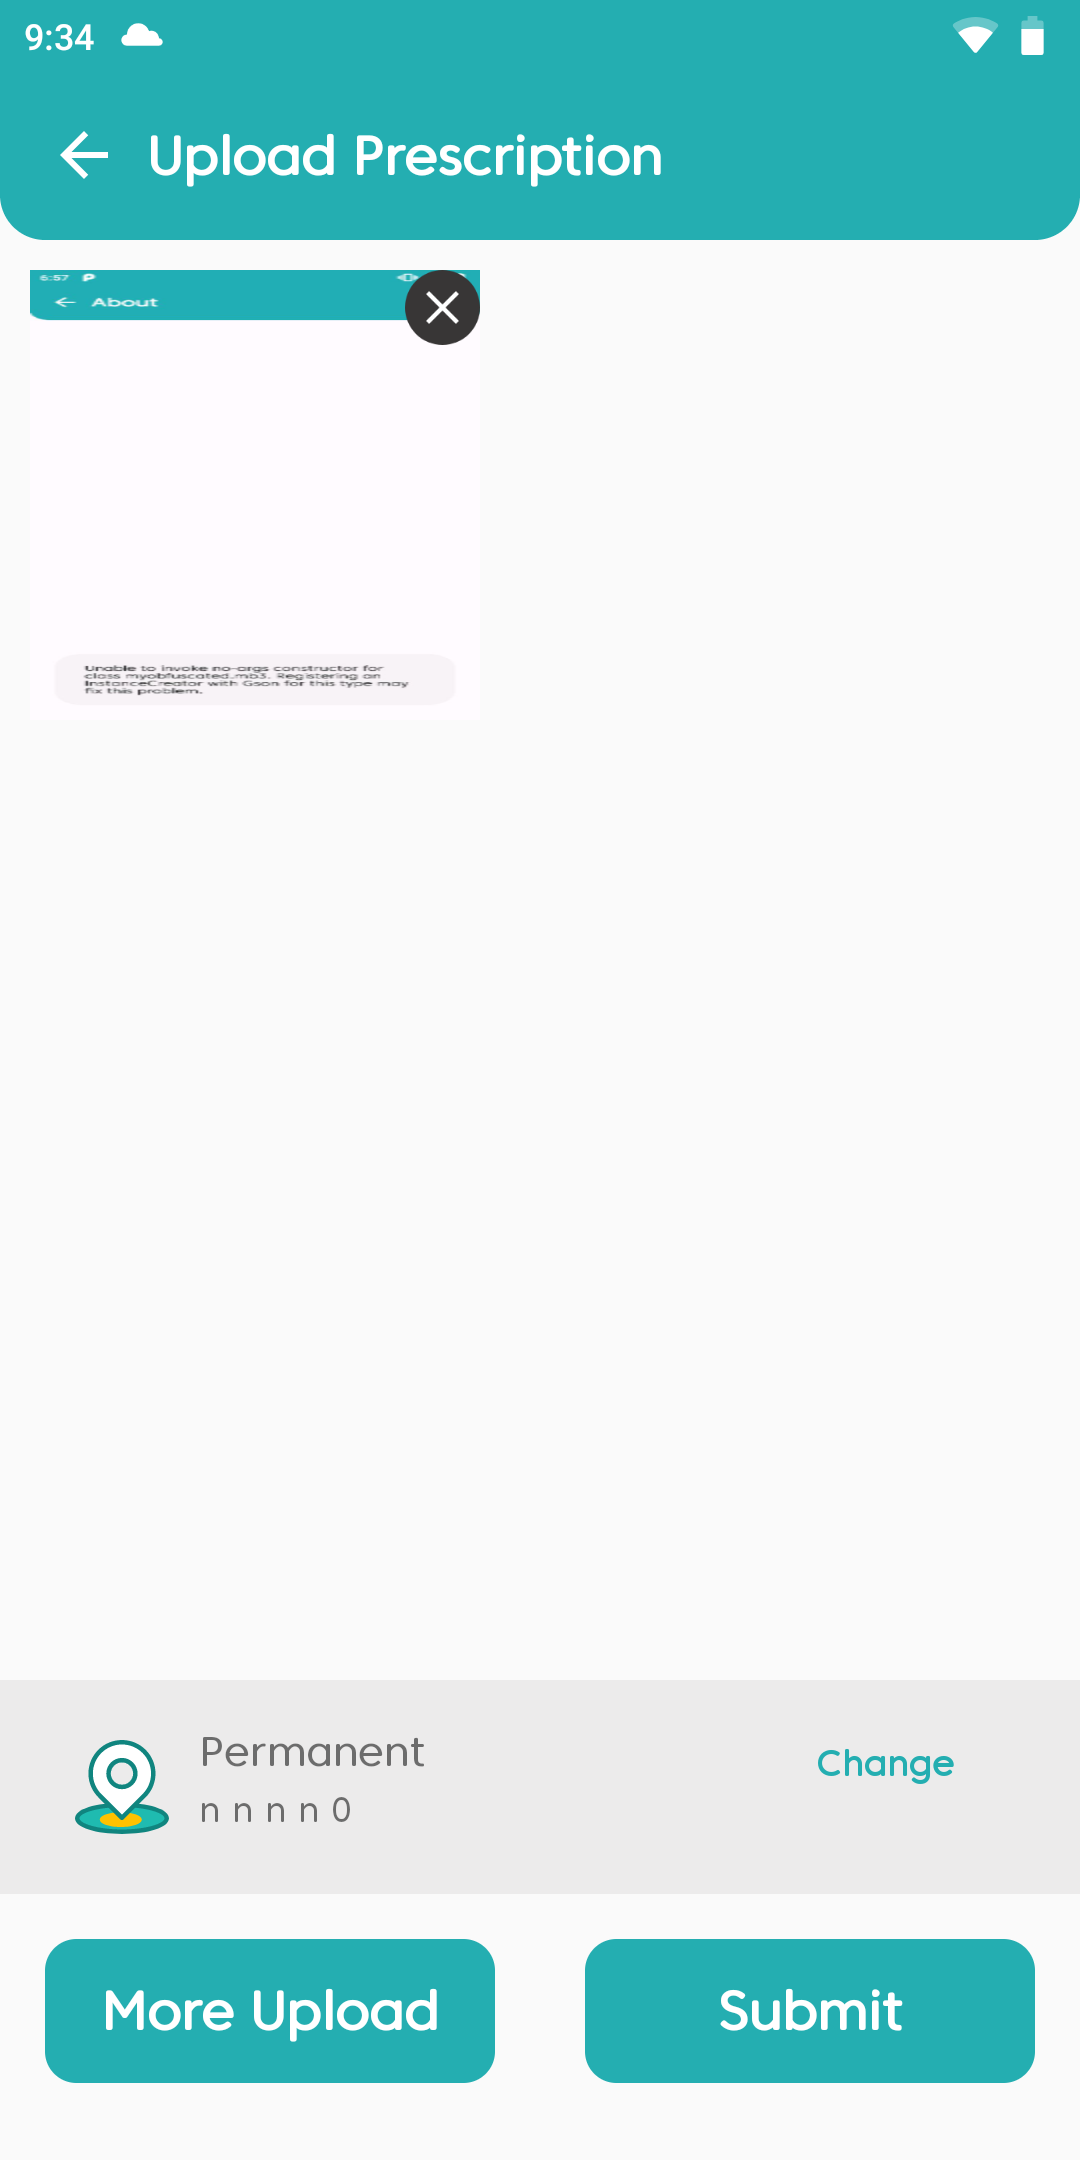 9:34
Upload Prescription
6:57
About
Unable to invoke no-args constructor for
class myobfuscated.mb3. Registering an
InstanceCreator with Gson for this type may
fix this problem.
Permanent
n n n n 0
Change
More Upload
Submit